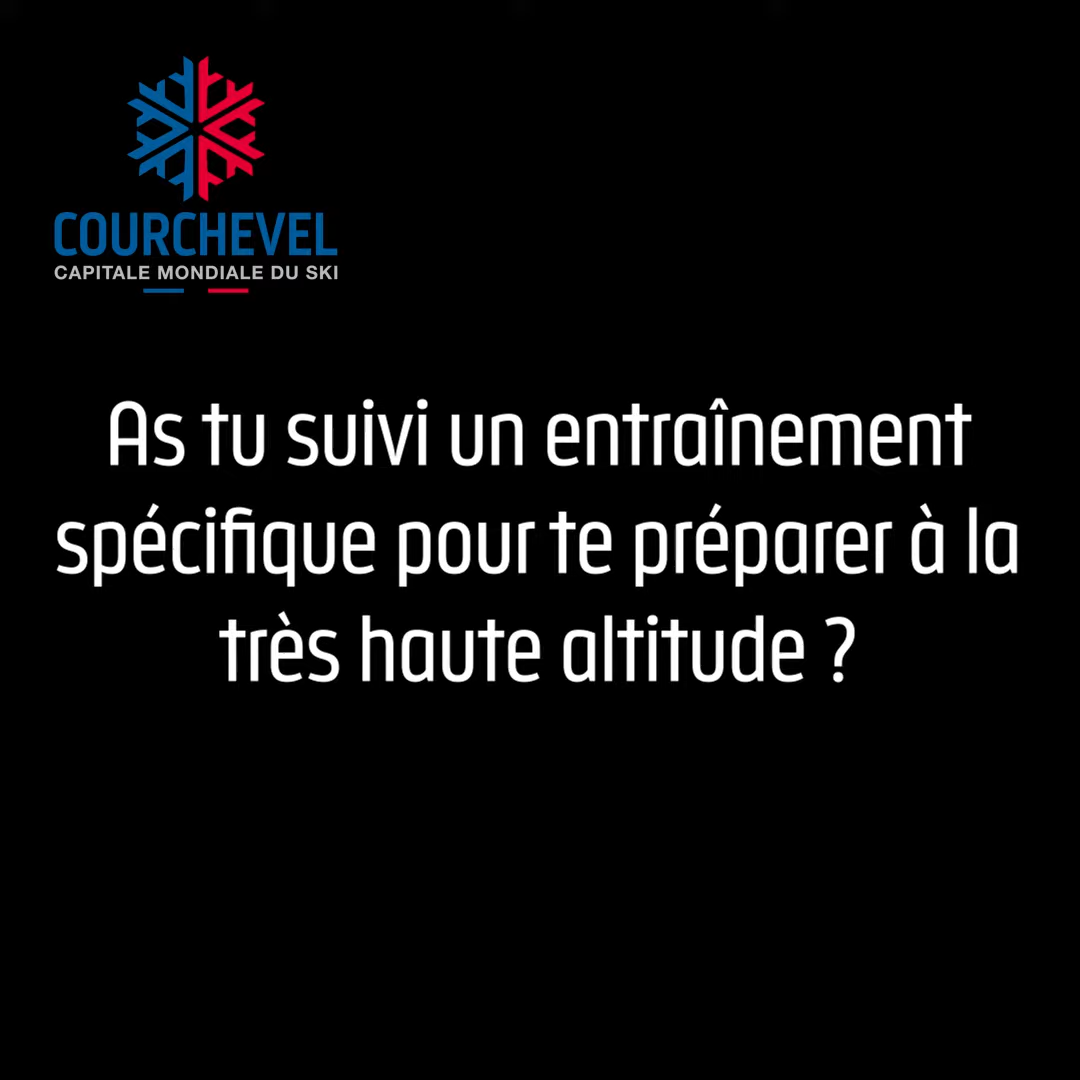 COURCHEVEL
CAPITALE MONDIALE DU SKI
As tu suivi un entraînement
spécifique pour te préparer à la
très haute altitude ?